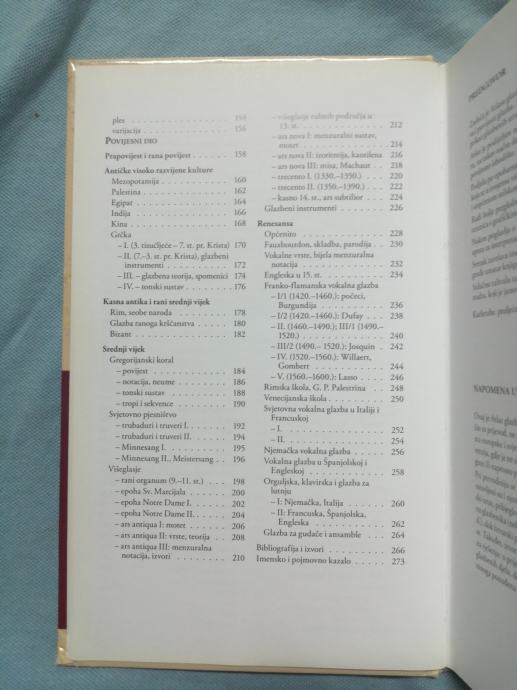 ples . . . . . . . . . . . . . . . . 154
varijacija . . . . . . . . . . . . . . 156
POVIJESNI DIO
Prapovijest i rana povijest . . . . . 158
Antičke visoko razvijene kulture
Mezopotamija . . . . . . . . . . . 160
Palestina . . . . . . . . . . . . . . 162
Egipat . . . . . . . . . . . . . . . 164
Indija . . . . . . . . . . . . . . . 166
Kina . . . . . . . . . . . . . . . . 168
Grčka
– I. (3. tisućljeće – 7. st. pr. Krista) 170
– II. (7.–3. st. pr. Krista), glazbeni
instrumenti . . . . . . . . . . . 172
– III. – glazbena teorija, spomenici 174
– IV. – tonski sustav . . . . . . . 176
Kasna antika i rani srednji vijek
Rim, seobe naroda . . . . . . . . . 178
Glazba ranoga kršćanstva . . . . . 180
Bizant . . . . . . . . . . . . . . . 182
Srednji vijek
Gregorijanski koral
– povijest . . . . . . . . . . . . . 184
– notacija, neume . . . . . . . . . 186
– tonski sustav . . . . . . . . . . 188
– tropi i sekvence . . . . . . . . . 190
Svjetovno pjesništvo
– trubaduri i truveri I. . . . . . . . 192
– trubaduri i truveri II. . . . . . . 194
– Minnesang I. . . . . . . . . . . . 195
– Minnesang II., Meistersang . . . 196
Višeglasje
– rani organum (9.–11. st.) . . . . 198
– epoha Sv. Marcijala . . . . . . . 200
– epoha Notre Dame I. . . . . . . 202
– epoha Notre Dame II. . . . . . . 204
– ars antiqua I: motet . . . . . . . 206
– ars antiqua II: vrste, teorija . . . 208
– ars antiqua III: menzuralna
notacija, izvori . . . . . . . . . . 210
– višeglasje rubnih područja u
13. st. . . . . . . . . . . . . . . . 212
– ars nova I: menzuralni sustav,
motet . . . . . . . . . . . . . . . 214
– ars nova II: izoritmija, kantilena 216
– ars nova III: misa, Machaut . . . 218
– trecento I. (1330.–1350.) . . . . 220
– trecento II. (1350.–1390.) . . . . 222
– kasno 14. st., ars subtilior . . . . 224
Glazbeni instrumenti . . . . . . . . 226
Renesansa
Općenito . . . . . . . . . . . . . . 228
Fauxbourdon, skladba, parodija . . 230
Vokalne vrste, bijela menzuralna
notacija . . . . . . . . . . . . . . 232
Engleska u 15. st. . . . . . . . . . 234
Franko-flamanska vokalna glazba
– I/1 (1420.–1460.): počeci,
Burgundija . . . . . . . . . . . . 236
– I/2 (1420.–1460.): Dufay . . . . 238
– II. (1460.–1490.); III/1 (1490.–
1520.) . . . . . . . . . . . . . . 240
– III/2 (1490.– 1520.): Josquin . . 242
– IV. (1520.–1560.): Willaert,
Gombert . . . . . . . . . . . . . 244
– V. (1560.–1600.): Lasso . . . . . 246
Rimska škola, G. P. Palestrina . . . 248
Venecijanska škola . . . . . . . . . 250
Svjetovna vokalna glazba u Italiji i
Francuskoj
– I. . . . . . . . . . . . . . . . . . 252
– II. . . . . . . . . . . . . . . . . 254
Njemačka vokalna glazba . . . . . . 256
Vokalna glazba u Španjolskoj i
Engleskoj . . . . . . . . . . . . . 258
Orguljska, klavirska i glazba za
lutnju
– I: Njemačka, Italija . . . . . . . 260
– II: Francuska, Španjolska,
Engleska . . . . . . . . . . . . . 262
Glazba za gudače i ansamble . . . . 264
Bibliografija i izvori . . . . . . . . 266
Imensko i pojmovno kazalo . . . . . 273
PREDGOVOR
NAPOMENA U